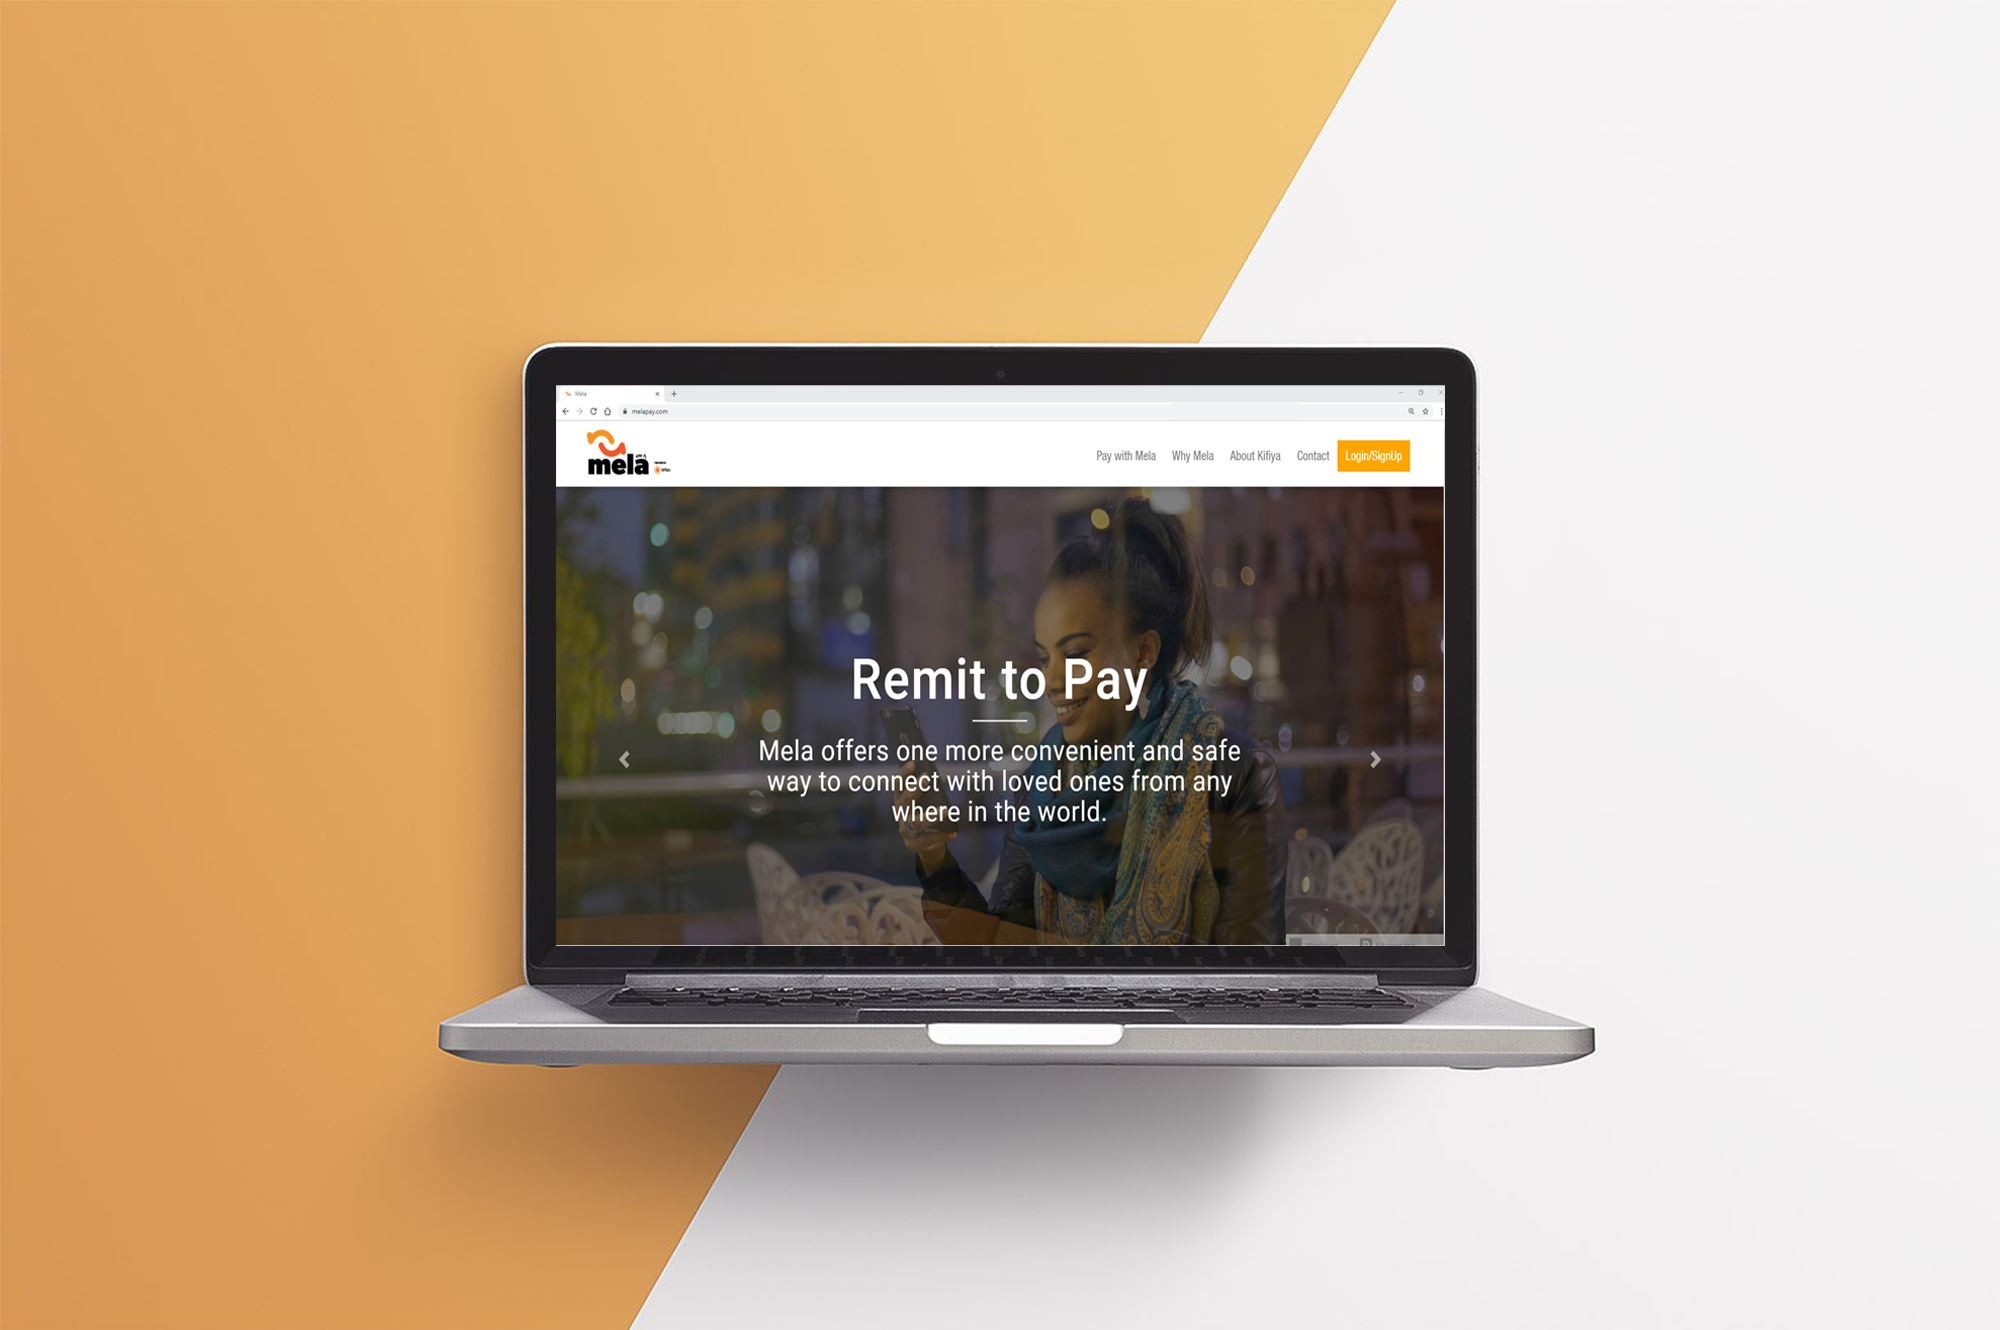 Mela
melapay.com
mela
Kifiya
Pay with Mela Why Mela About Kifiya Contact Login/SignUp
Remit to Pay
Mela offers one more convenient and safe
way to connect with loved ones from any
where in the world.